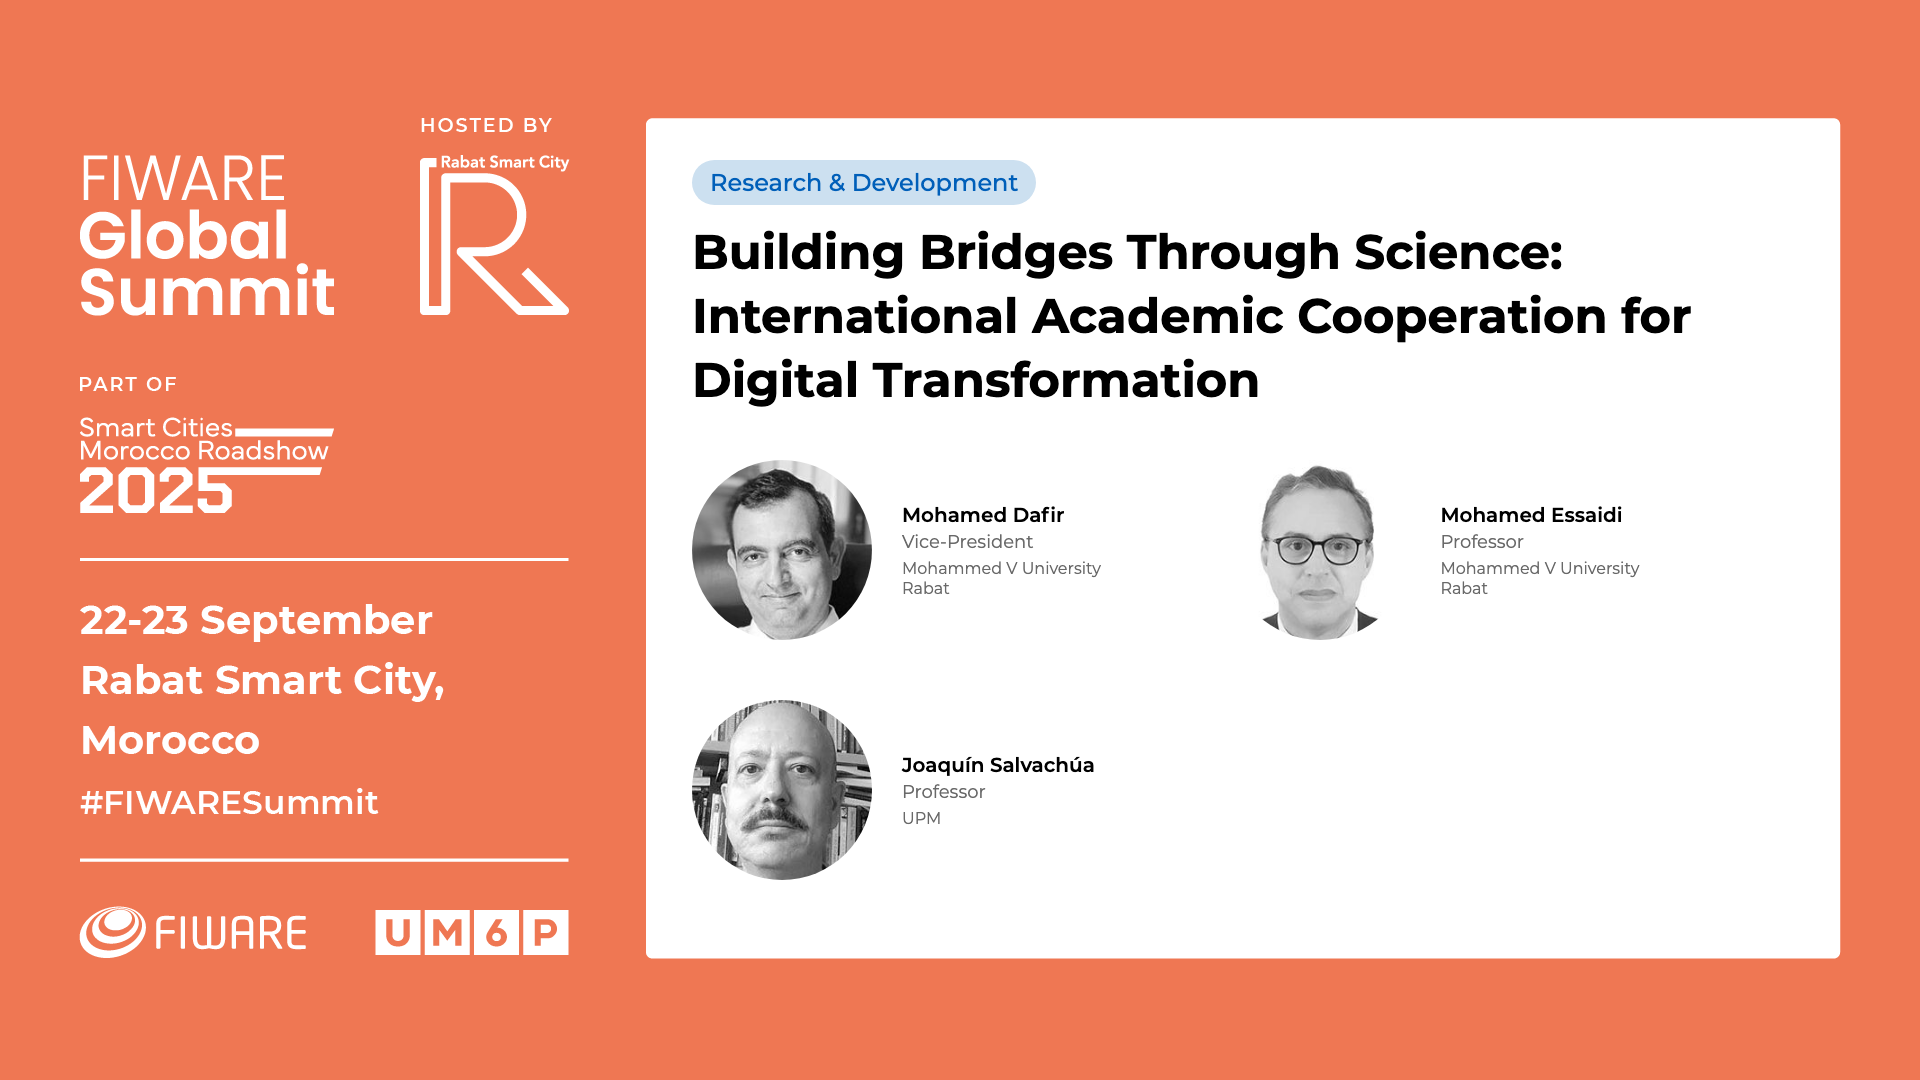 HOSTED BY
FIWARE
Global
Summit
Rabat Smart City
R
PART OF
Smart Cities
Morocco Roadshow
2025
22-23 September
Rabat Smart City,
Morocco
#FIWARESummit
FIWARE
UM6P
Research & Development
Building Bridges Through Science:
International Academic Cooperation for
Digital Transformation
Mohamed Dafir
Vice-President
Mohammed V University
Rabat
Mohamed Essaidi
Professor
Mohammed V University
Rabat
Joaquín Salvachúa
Professor
UPM